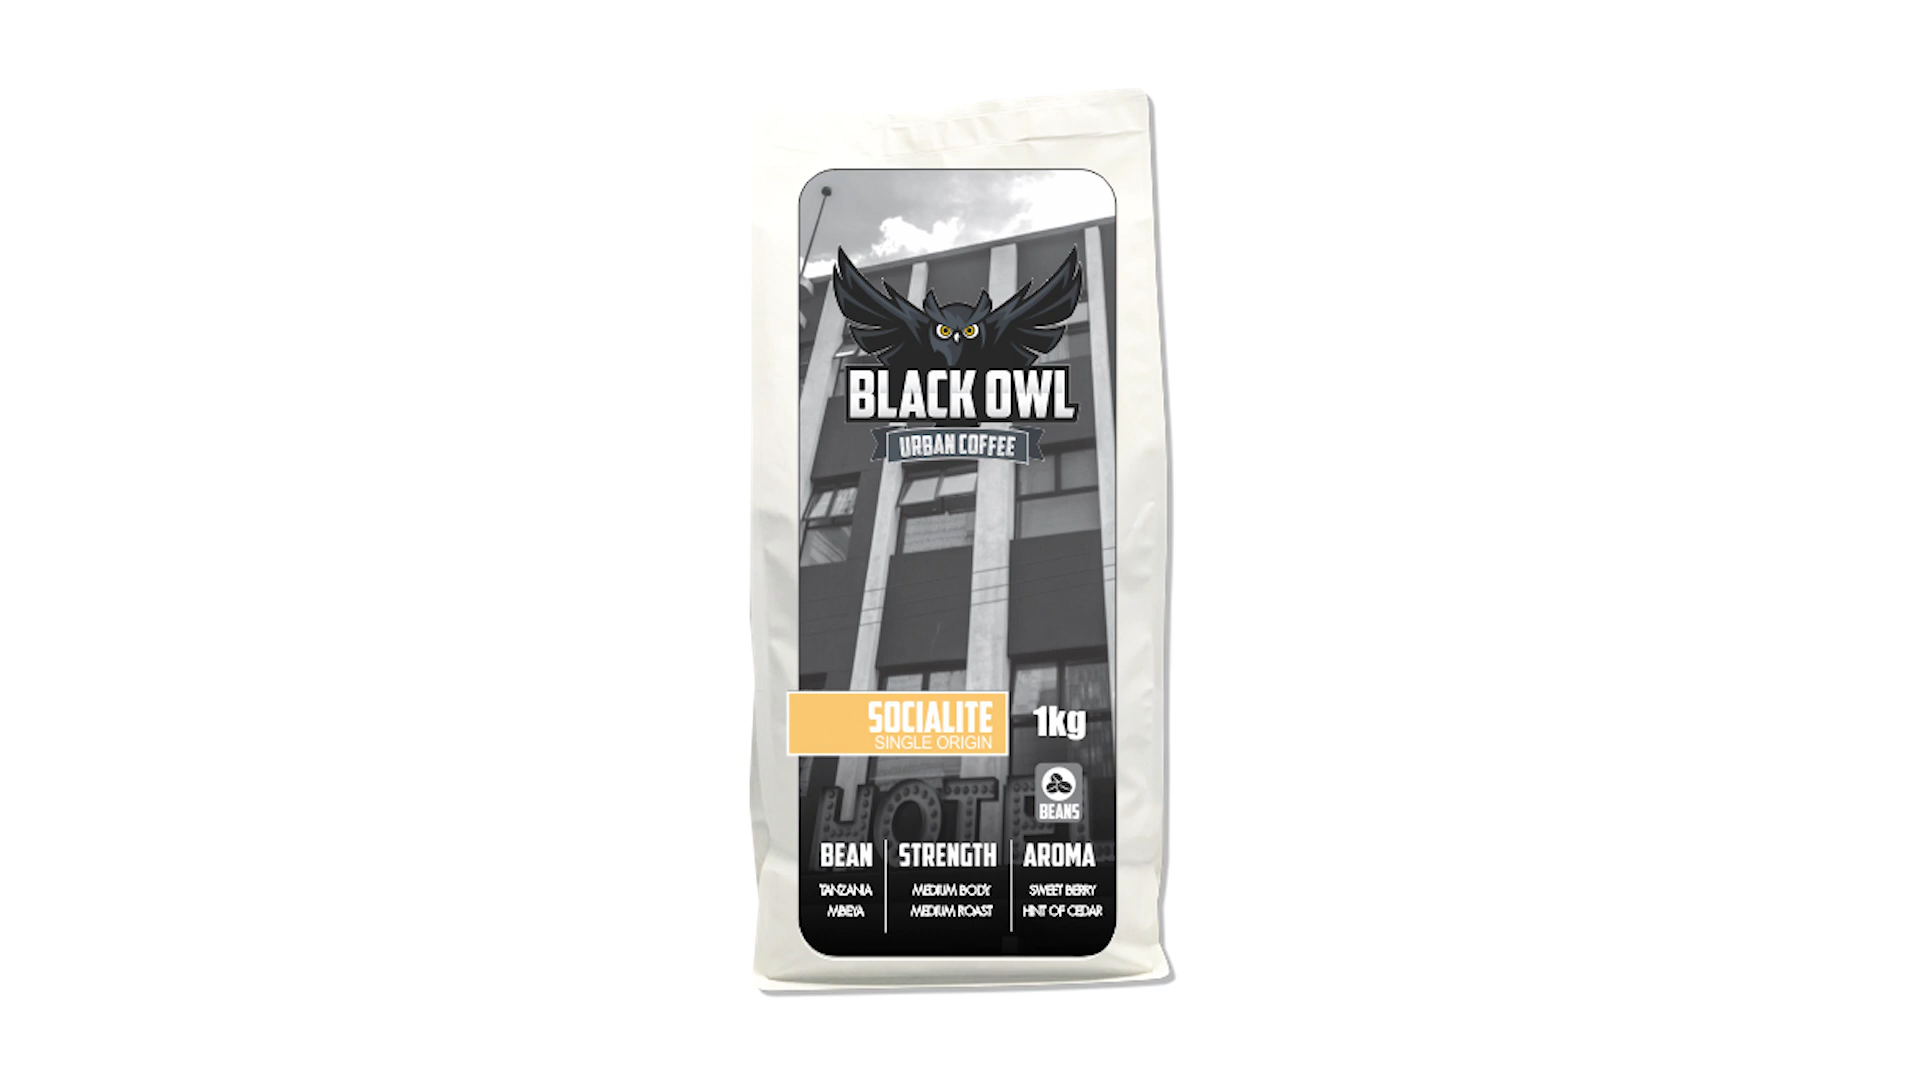 BLACK OWL
URBAN COFFEE
SOCIALITE
SINGLE ORIGIN
1kg
HOTEL
BEANS
BEAN
TANZANIA
MBEYA
STRENGTH
MEDIUM BODY
MEDIUM ROAST
AROMA
SWEET BERRY
HINT OF CEDAR